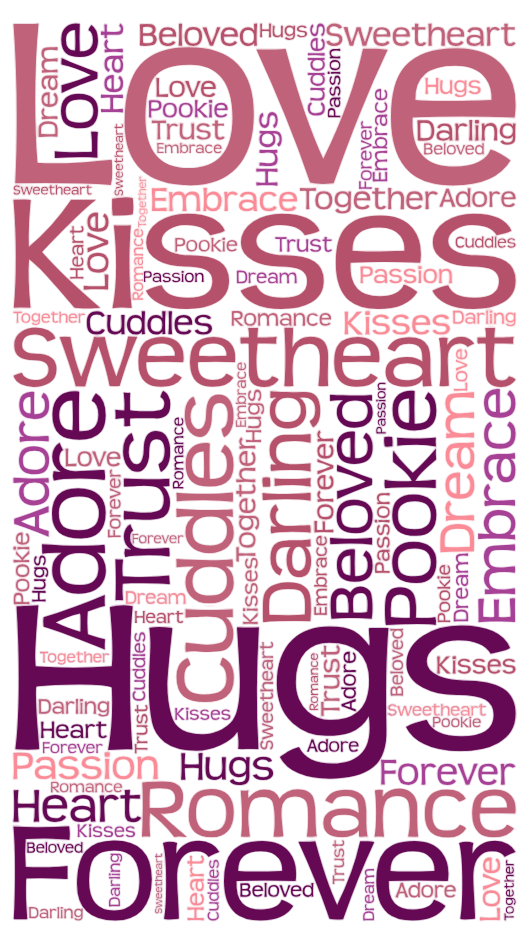 Love
Beloved
Hugs
Sweetheart
Dream
Love
Heart
Cuddles
Passion
Love
Pookie
Trust
Embrace
Hugs
Hugs
Forever
Embrace
Darling
Beloved
Sweetheart
Sweetheart
Together
Embrace
Together
Adore
Kisses
Heart
Love
Romance
Pookie
Trust
Cuddles
Passion
Dream
Passion
Together
Cuddles
Romance
Kisses
Darling
Sweetheart
Love
Adore
Adore
Trust
Romance
Cuddles
Embrace
Hugs
Together
Darling
Forever
Beloved
Passion
Pookie
Dream
Embrace
Love
Forever
Forever
Pookie
Hugs
Dream
Kisses
Embrace
Passion
Pookie
Dream
Heart
Hugs
Together
Cuddles
Sweetheart
Romance
Trust
Adore
Beloved
Kisses
Darling
Heart
Forever
Trust
Kisses
Sweetheart
Pookie
Adore
Passion
Hugs
Forever
Romance
Heart
Romance
Kisses
Forever
Beloved
Darling
Sweetheart
Heart
Cuddles
Beloved
Trust
Dream
Adore
Love
Together
Darling